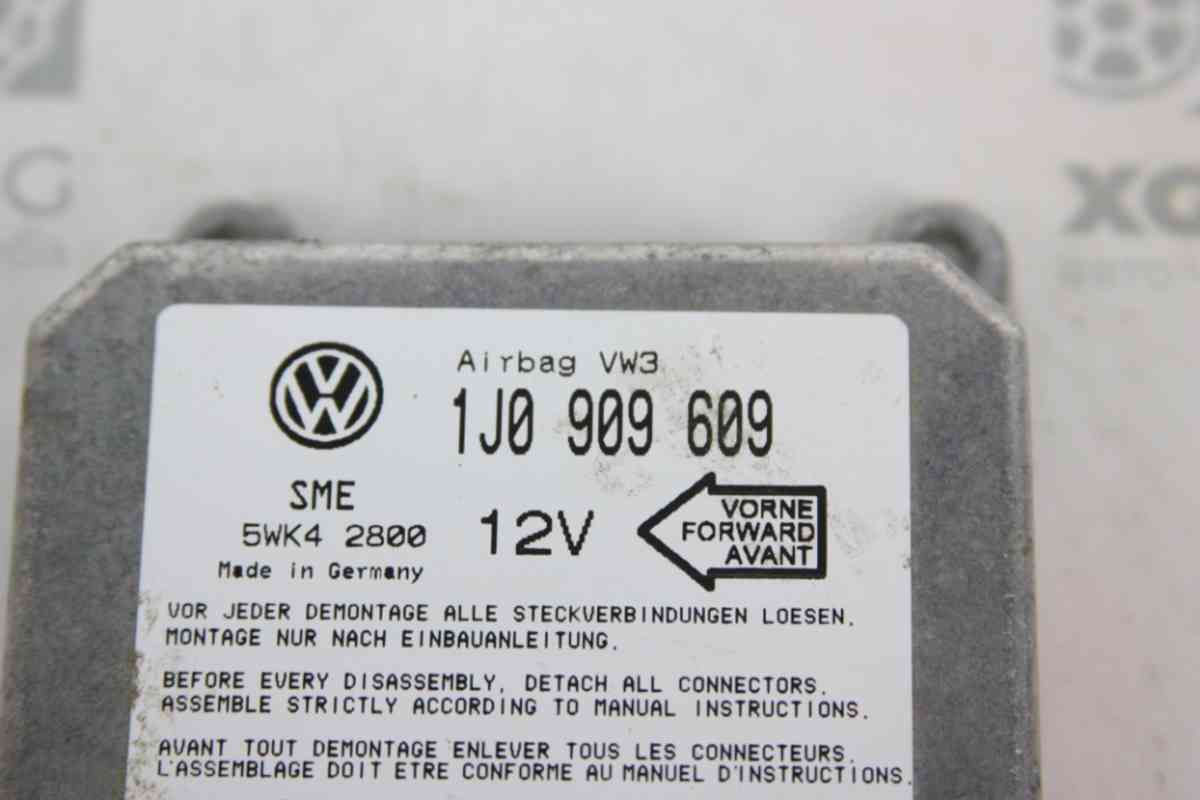 Airbag VW3
1J0 909 609
SME
5WK4 2800
Made in Germany
12V
VORNE
FORWARD
AVANT
VOR JEDER DEMONTAGE ALLE STECKVERBINDUNGEN LOESEN.
MONTAGE NUR NACH EINBAUANLEITUNG.
BEFORE EVERY DISASSEMBLY, DETACH ALL CONNECTORS.
ASSEMBLE STRICTLY ACCORDING TO MANUAL INSTRUCTIONS.
AVANT TOUT DEMONTAGE ENLEVER TOUS LES CONNECTEURS.
L'ASSEMBLAGE DOIT ETRE CONFORME AU MANUEL D'INSTRUCTIONS.